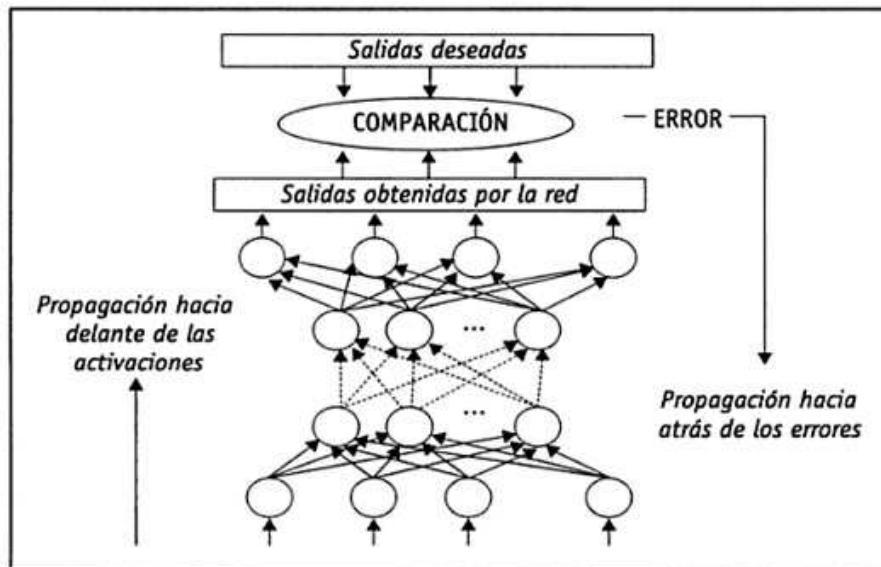 Salidas deseadas
COMPARACIÓN
ERROR
Salidas obtenidas por la red
Propagación hacia
delante de las
activaciones
...
...
Propagación hacia
atrás de los errores